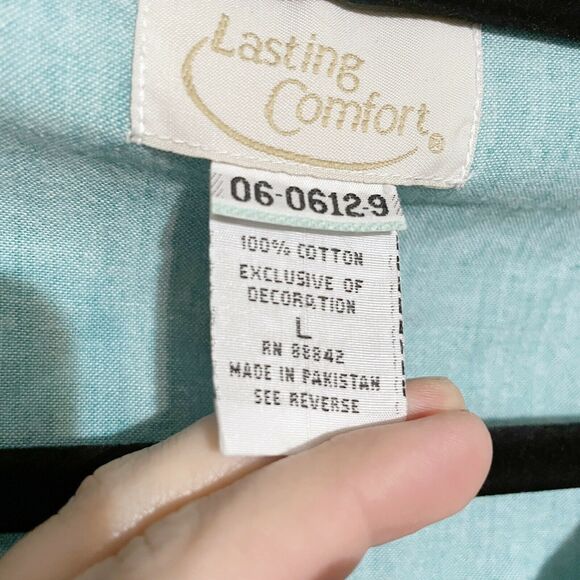 Lasting
Comfort®
06-0612-9
100% COTTON
EXCLUSIVE OF
DECORATION
L
RN 88842
MADE IN PAKISTAN
SEE REVERSE